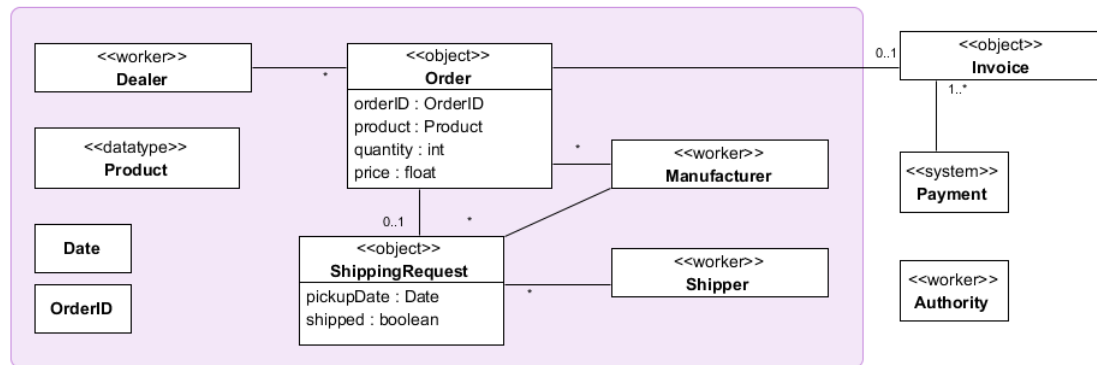 <<worker>>
Dealer
*
<<object>>
Order
orderID : OrderID
product : Product
quantity : int
price : float
0..1
<<object>>
Invoice
1..*
<<datatype>>
Product
*
<<worker>>
Manufacturer
<<system>>
Payment
Date
0..1
*
<<object>>
ShippingRequest
pickupDate : Date
shipped : boolean
*
<<worker>>
Shipper
<<worker>>
Authority
OrderID